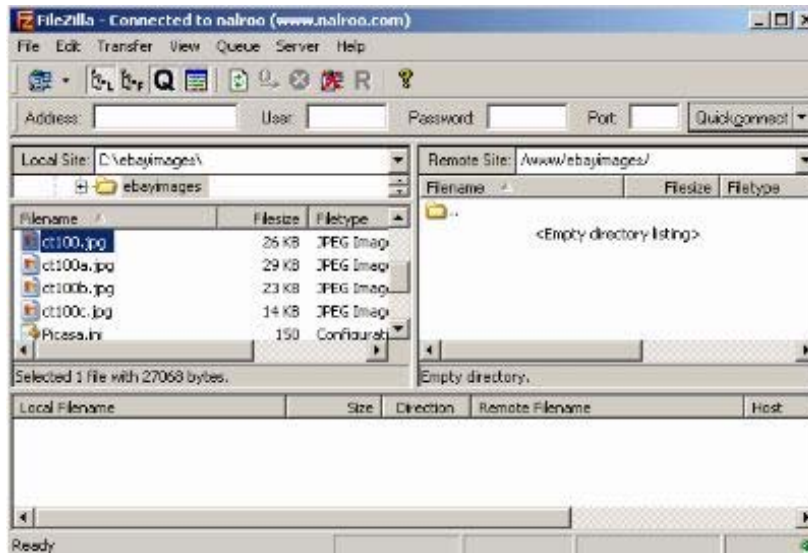 FileZilla - Connected to nalroo (www.nalroo.com)
File Edit Transfer View Queue Server Help
Address: User: Password: Port: Quickconnect
Local Site: C:\ebayimages\ Remote Site: /www/ebayimages/
ebayimages
Filename Filesize Filetype
Filename Filesize Filetype
ct100.jpg 26 KB JPEG Imag
ct100a.jpg 29 KB JPEG Imag
ct100b.jpg 23 KB JPEG Imag
ct100c.jpg 14 KB JPEG Imag
Picasa.ini 150 Configurati
..
<Empty directory listing>
Selected 1 file with 27068 bytes. Empty directory.
Local Filename Size Direction Remote Filename Host
Ready